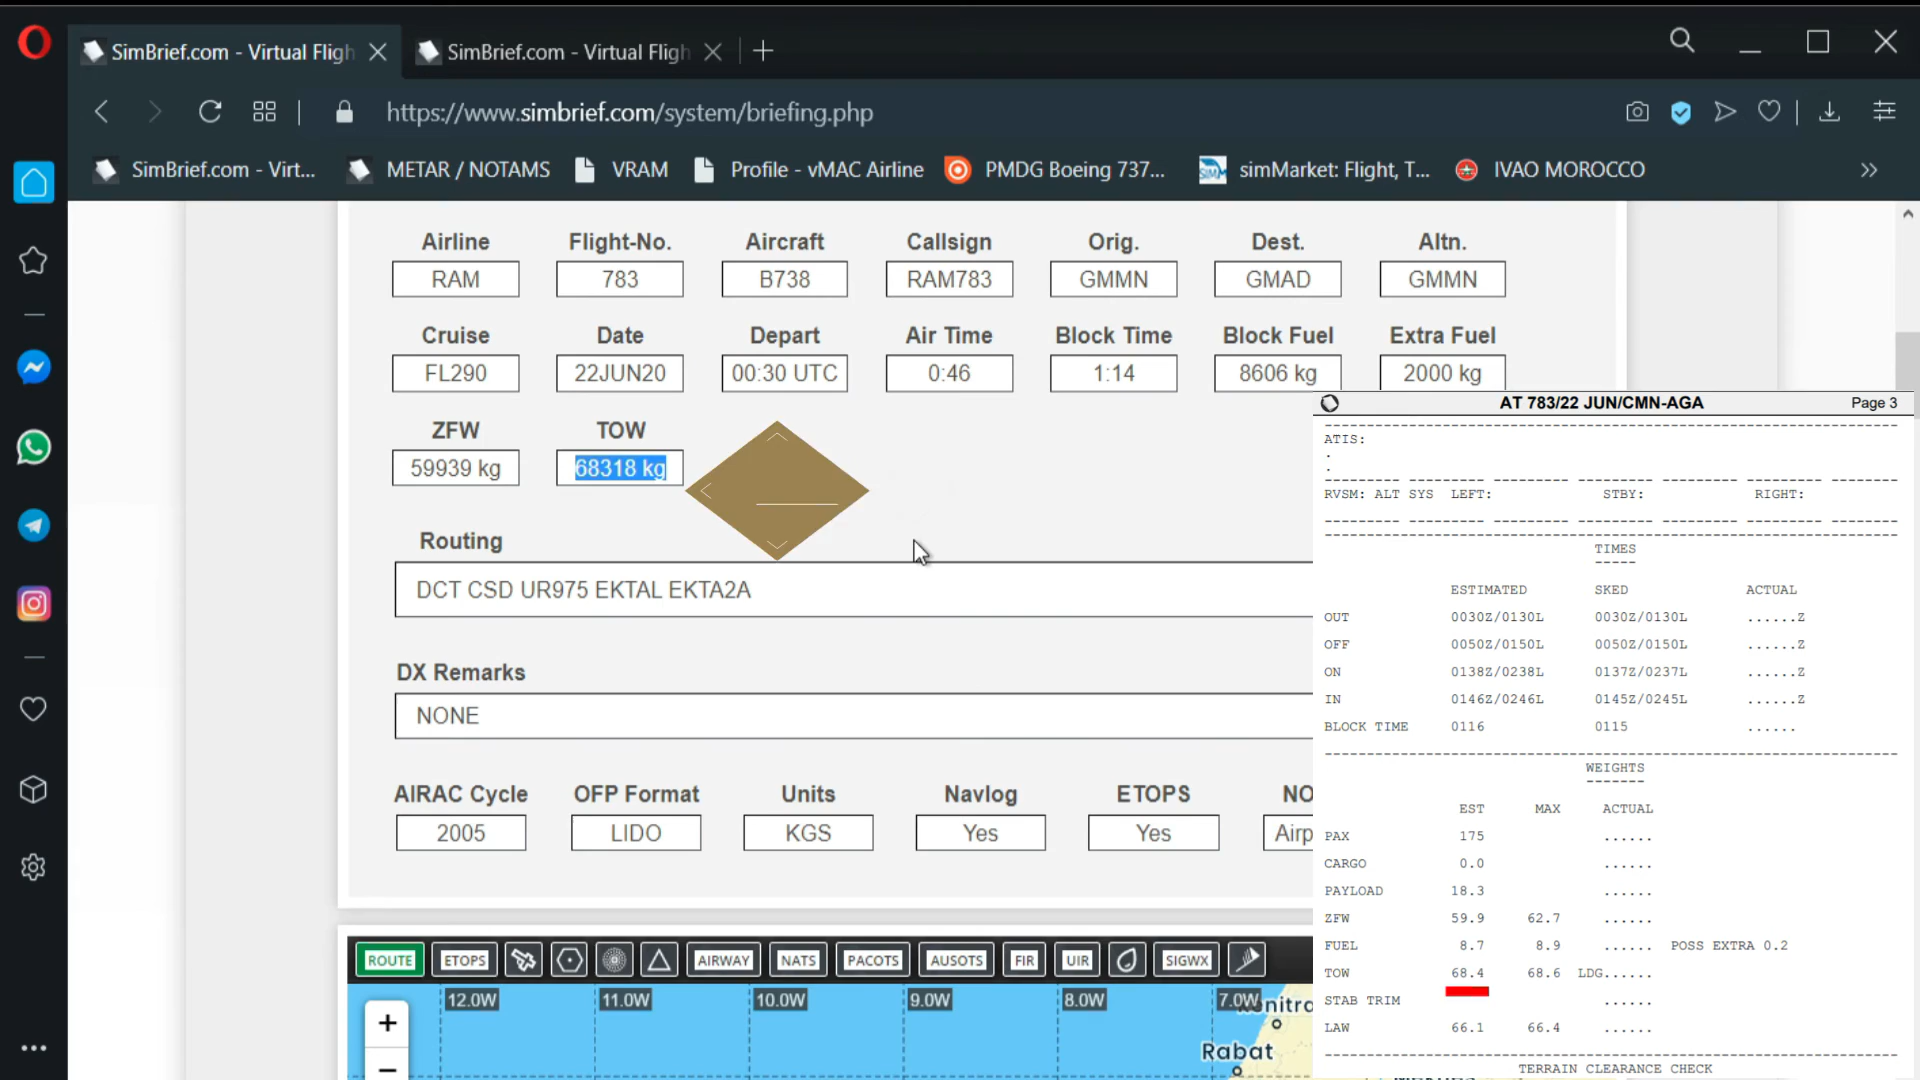 SimBrief.com - Virtual Fligh
SimBrief.com - Virtual Fligh
https://www.simbrief.com/system/briefing.php
SimBrief.com - Virt...
METAR / NOTAMS
VRAM
Profile - vMAC Airline
PMDG Boeing 737...
simMarket: Flight, T...
IVAO MOROCCO
Airline Flight-No. Aircraft Callsign Orig. Dest. Altn.
RAM 783 B738 RAM783 GMMN GMAD GMMN
Cruise Date Depart Air Time Block Time Block Fuel Extra Fuel
FL290 22JUN20 00:30 UTC 0:46 1:14 8606 kg 2000 kg
ZFW TOW
59939 kg 68318 kg
Routing
DCT CSD UR975 EKTAL EKTA2A
DX Remarks
NONE
AIRAC Cycle OFP Format Units Navlog ETOPS NO
2005 LIDO KGS Yes Yes Airp
ROUTE ETOPS AIRWAY NATS PACOTS AUSOTS FIR UIR SIGWX
12.0W 11.0W 10.0W 9.0W 8.0W 7.0W
+
−
Rabat
AT 783/22 JUN/CMN-AGA Page 3
ATIS:
.
.
RVSM: ALT SYS LEFT: STBY: RIGHT:
TIMES
ESTIMATED SKED ACTUAL
OUT 0030Z/0130L 0030Z/0130L ......Z
OFF 0050Z/0150L 0050Z/0150L ......Z
ON 0138Z/0238L 0137Z/0237L ......Z
IN 0146Z/0246L 0145Z/0245L ......Z
BLOCK TIME 0116 0115 ......
WEIGHTS
EST MAX ACTUAL
PAX 175 ......
CARGO 0.0 ......
PAYLOAD 18.3 ......
ZFW 59.9 62.7 ......
FUEL 8.7 8.9 ...... POSS EXTRA 0.2
TOW 68.4 68.6 LDG......
STAB TRIM ......
LAW 66.1 66.4 ......
TERRAIN CLEARANCE CHECK